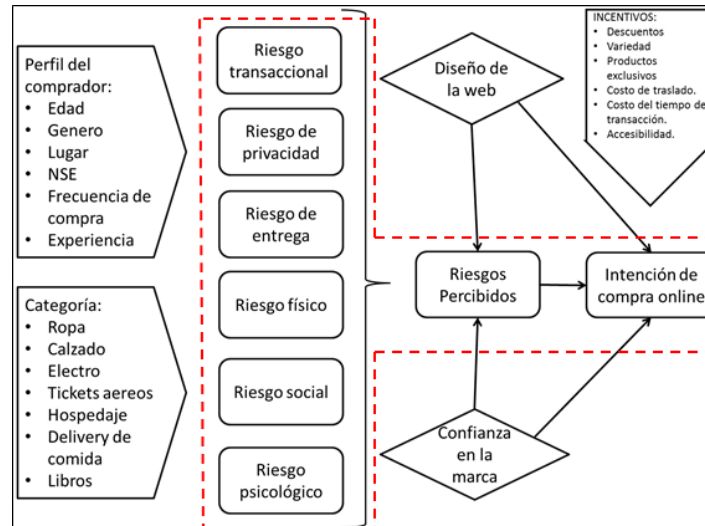 Perfil del
comprador:
• Edad
• Genero
• Lugar
• NSE
• Frecuencia de
compra
• Experiencia
Categoría:
• Ropa
• Calzado
• Electro
• Tickets aereos
• Hospedaje
• Delivery de
comida
• Libros
Riesgo
transaccional
Riesgo de
privacidad
Riesgo de
entrega
Riesgo físico
Riesgo social
Riesgo
psicológico
Diseño de
la web
Riesgos
Percibidos
Confianza
en la
marca
INCENTIVOS:
• Descuentos
• Variedad
• Productos
exclusivos
• Costo de traslado.
• Costo del tiempo de
transacción.
• Accesibilidad.
Intención de
compra online